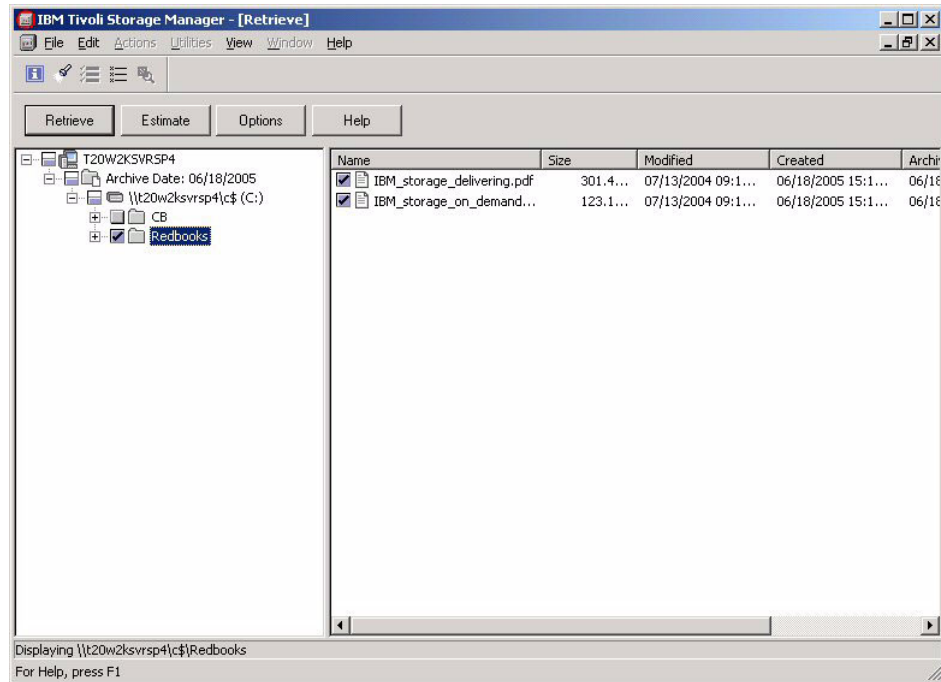 IBM Tivoli Storage Manager - [Retrieve]
File Edit Actions Utilities View Window Help
Retrieve Estimate Options Help
T20W2KSVRSP4
Archive Date: 06/18/2005
\\t20w2ksvrsp4\c$ (C:)
CB
Redbooks
Name Size Modified Created Archi
IBM_storage_delivering.pdf 301.4... 07/13/2004 09:1... 06/18/2005 15:1... 06/18
IBM_storage_on_demand... 123.1... 07/13/2004 09:1... 06/18/2005 15:1... 06/18
Displaying \\t20w2ksvrsp4\c$\Redbooks
For Help, press F1